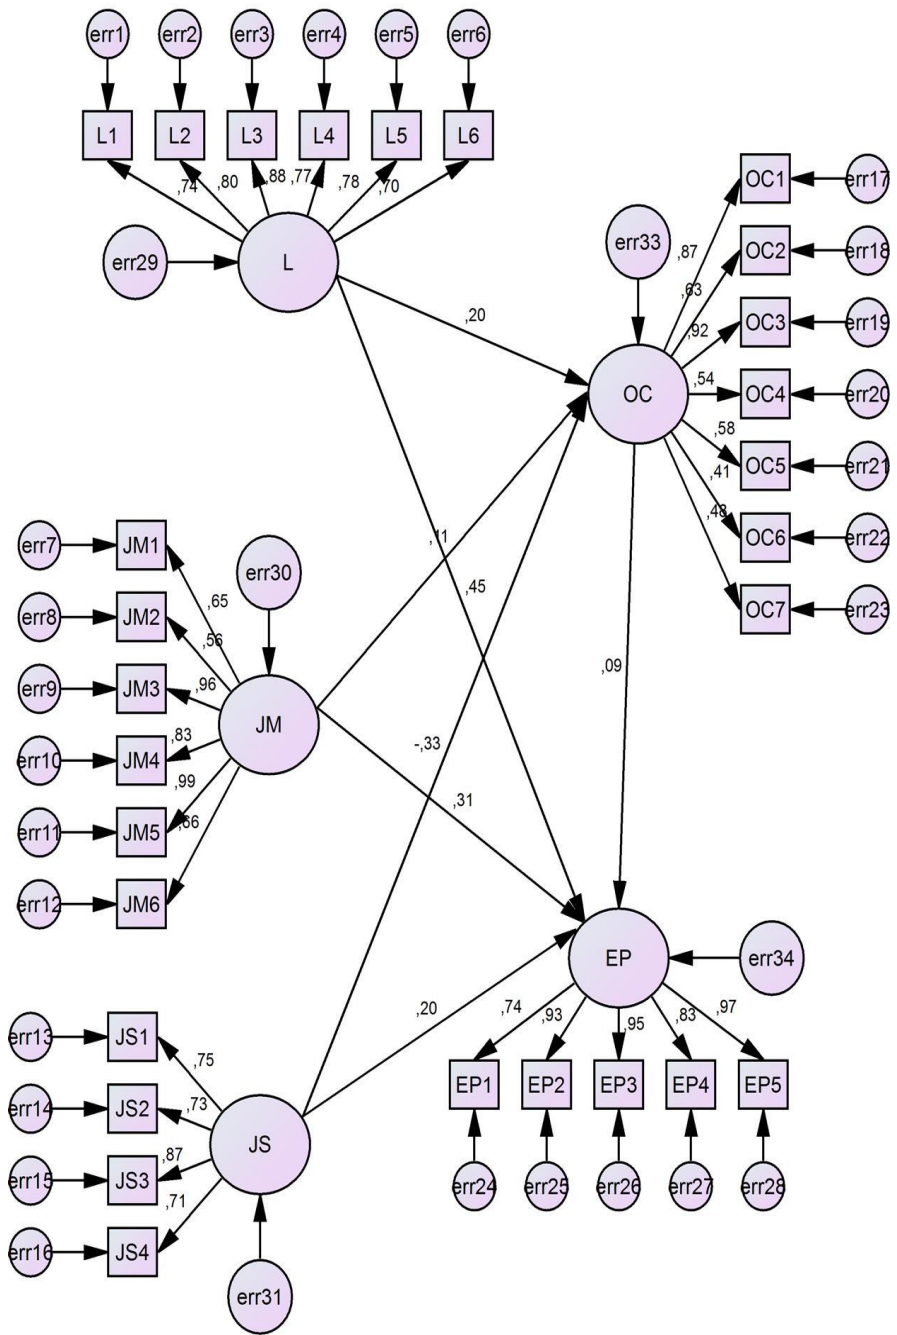 err1 err2 err3 err4 err5 err6
L1 L2 L3 L4 L5 L6
,74 ,80 ,88 ,77 ,78 ,70
err29 L
OC1 err17
OC2 err18
OC3 err19
OC4 err20
OC5 err21
OC6 err22
OC7 err23
,87
,63
,92
,54
,58
,41
,48
err33
OC
,20
,11
,45
,09
-,33
,31
,20
err7 JM1
err8 JM2
err9 JM3
err10 JM4
err11 JM5
err12 JM6
,65
,56
,96
,83
,99
,66
err30
JM
EP err34
,74 ,93 ,95 ,83 ,97
EP1 EP2 EP3 EP4 EP5
err24 err25 err26 err27 err28
err13 JS1
err14 JS2
err15 JS3
err16 JS4
,75
,73
,87
,71
JS
err31